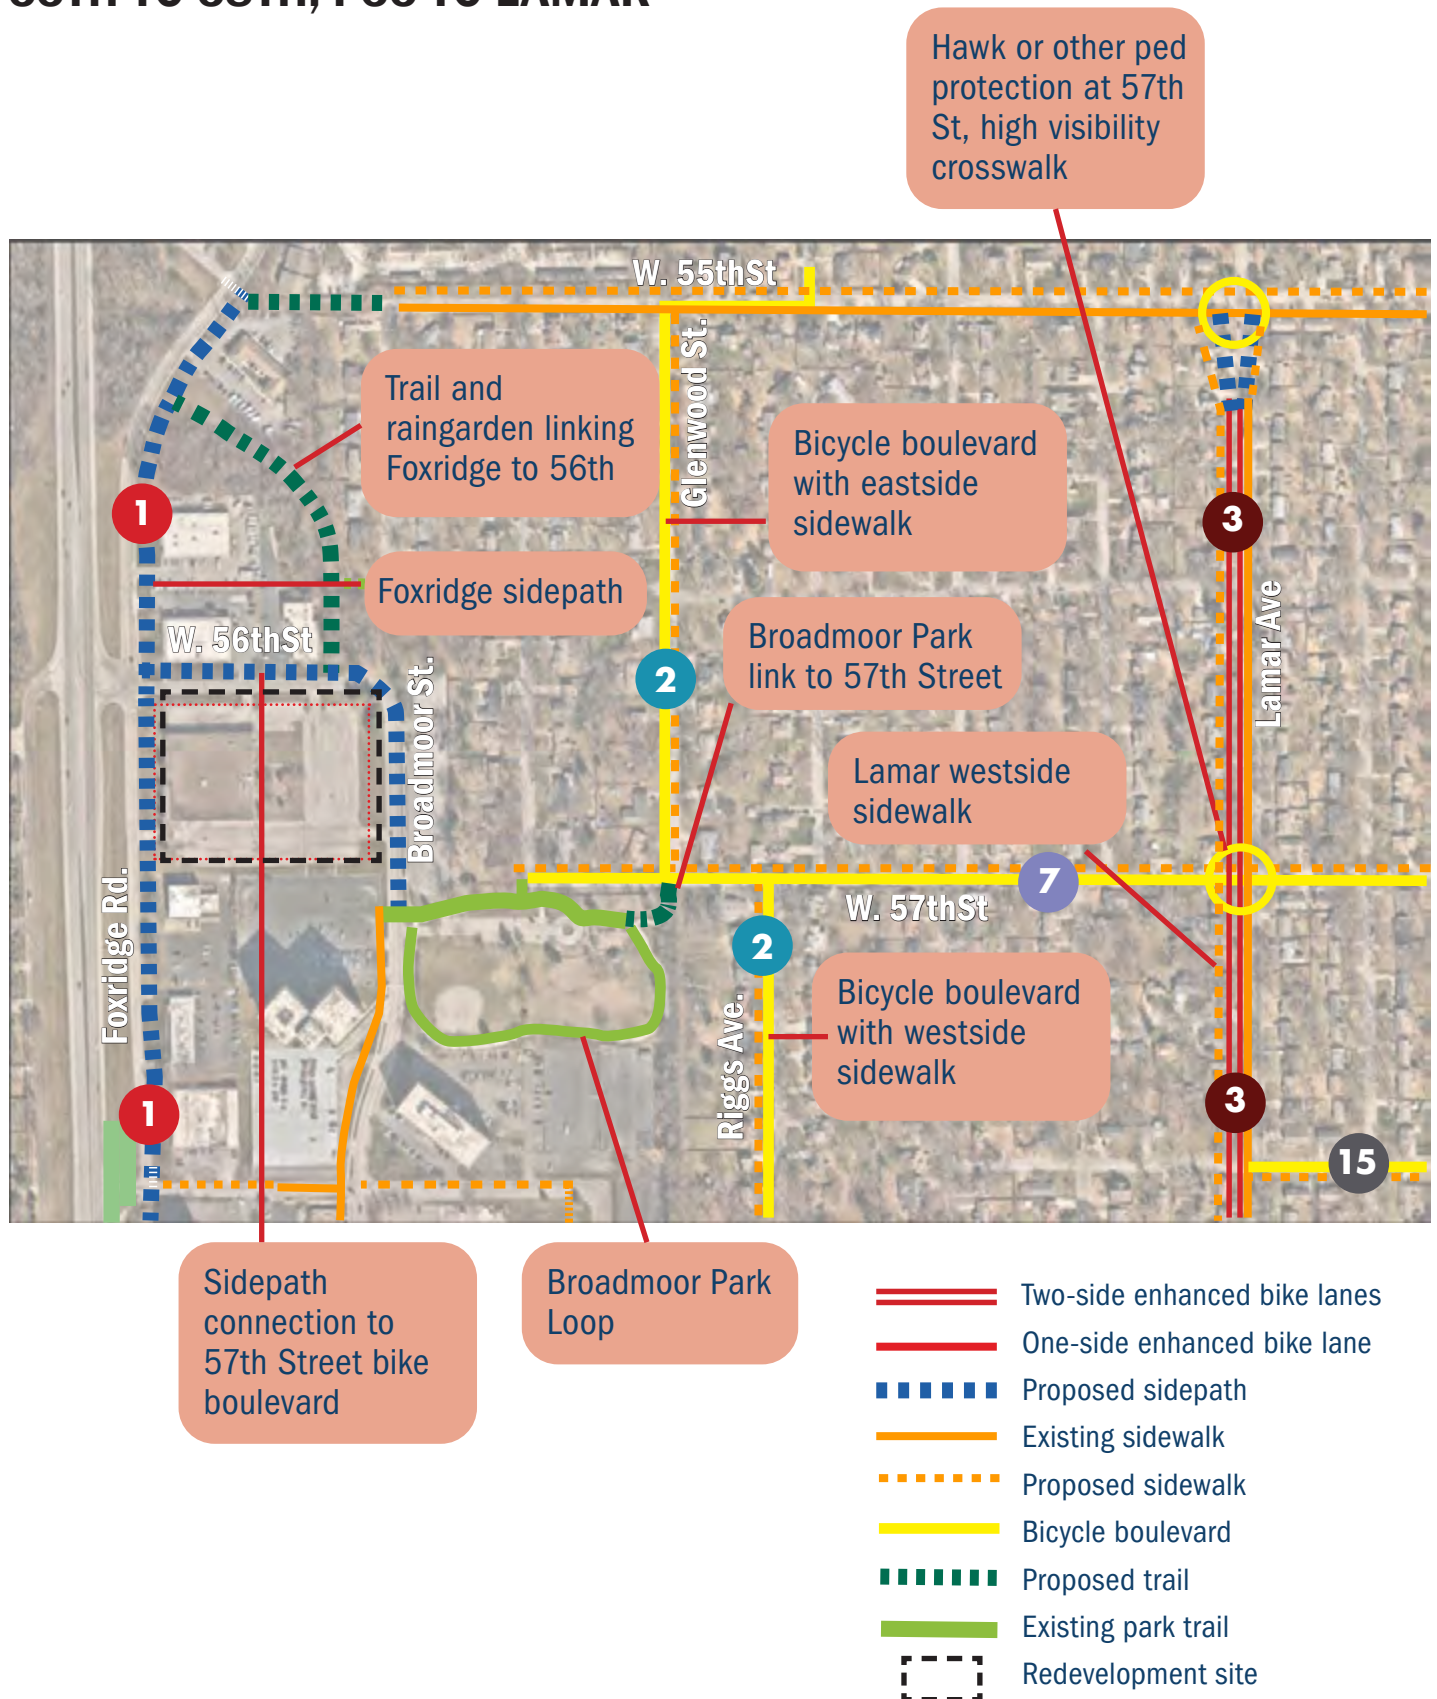 Hawk or other ped
protection at 57th
St, high visibility
crosswalk
W. 55thSt
Trail and
raingarden linking
Foxridge to 56th
Glenwood St.
Bicycle boulevard
with eastside
sidewalk
1
3
Foxridge sidepath
Lamar Ave
W. 56thSt
Broadmoor Park
link to 57th Street
2
Broadmoor St.
Lamar westside
sidewalk
7
W. 57thSt
Foxridge Rd.
2
Bicycle boulevard
with westside
sidewalk
Riggs Ave.
1
3
15
Sidepath
connection to
57th Street bike
boulevard
Broadmoor Park
Loop
Two-side enhanced bike lanes
One-side enhanced bike lane
Proposed sidepath
Existing sidewalk
Proposed sidewalk
Bicycle boulevard
Proposed trail
Existing park trail
Redevelopment site